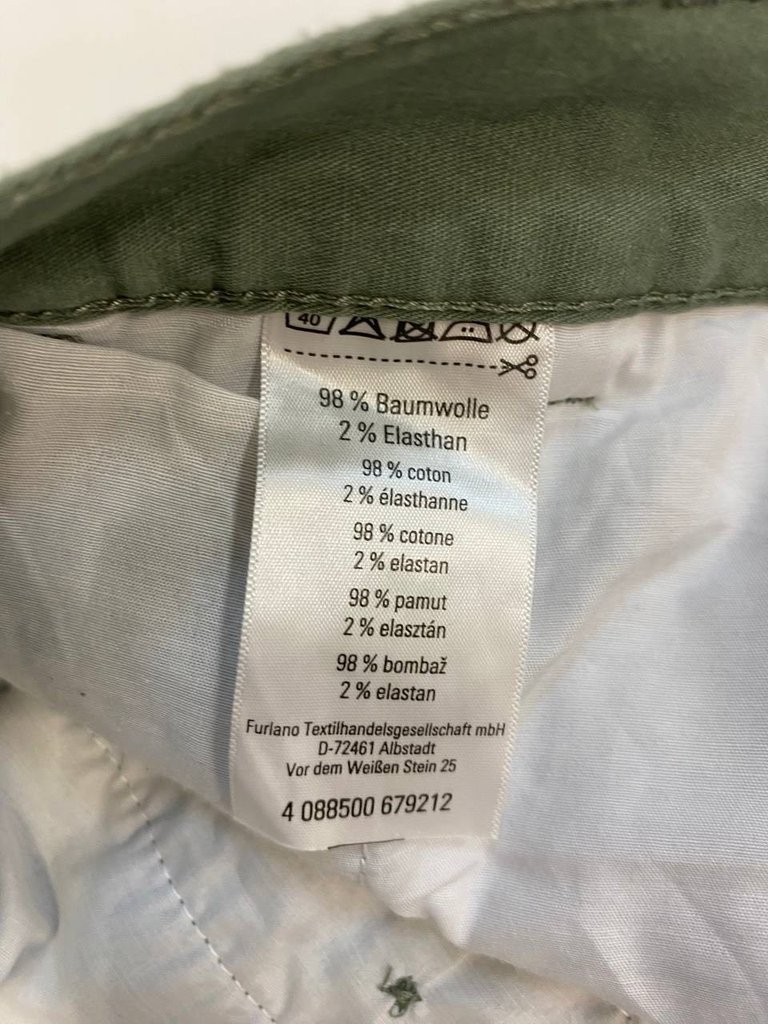 40
98 % Baumwolle
2 % Elasthan
98 % coton
2 % élasthanne
98 % cotone
2 % elastan
98 % pamut
2 % elasztán
98 % bombaž
2 % elastan
Furlano Textilhandelsgesellschaft mbH
D-72461 Albstadt
Vor dem Weißen Stein 25
4 088500 679212